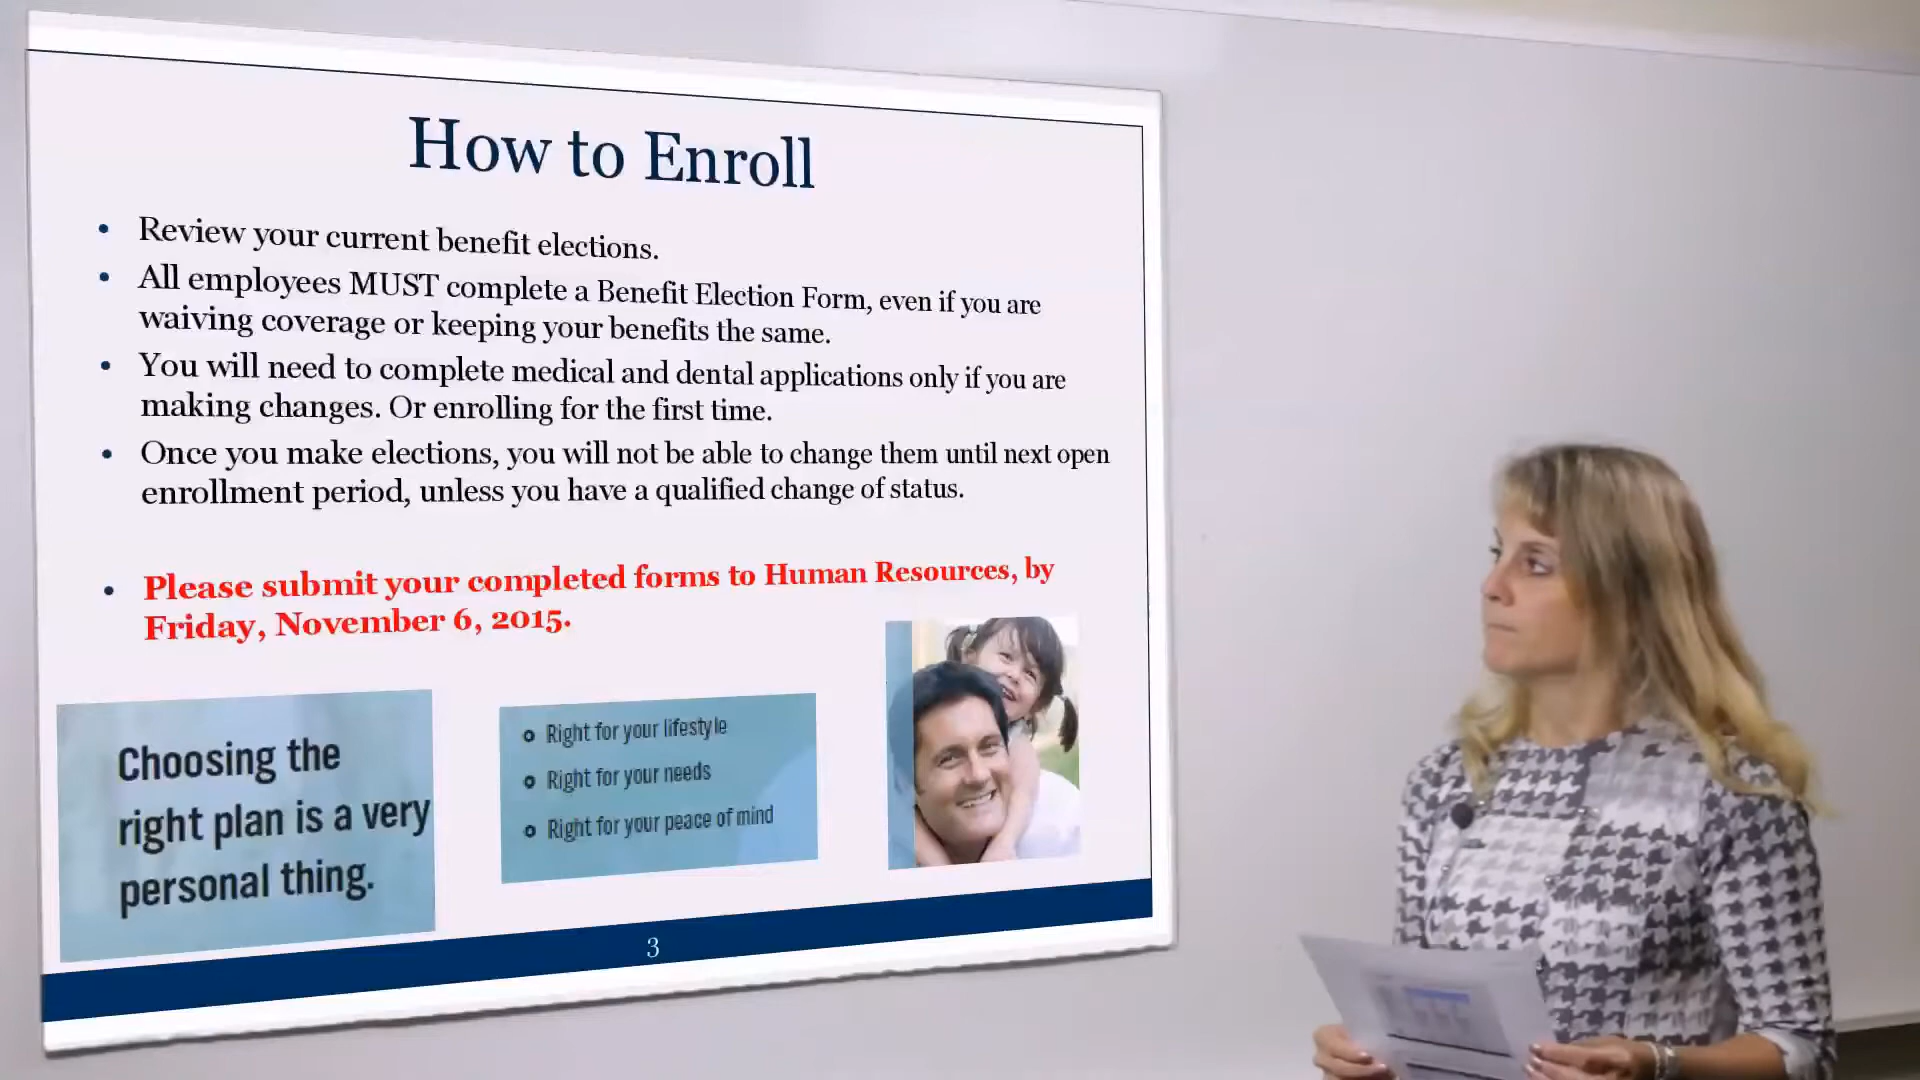 How to Enroll
• Review your current benefit elections.
• All employees MUST complete a Benefit Election Form, even if you are
waiving coverage or keeping your benefits the same.
• You will need to complete medical and dental applications only if you are
making changes. Or enrolling for the first time.
• Once you make elections, you will not be able to change them until next open
enrollment period, unless you have a qualified change of status.
• Please submit your completed forms to Human Resources, by
Friday, November 6, 2015.
Choosing the
right plan is a very
personal thing.
Right for your lifestyle
Right for your needs
Right for your peace of mind
3